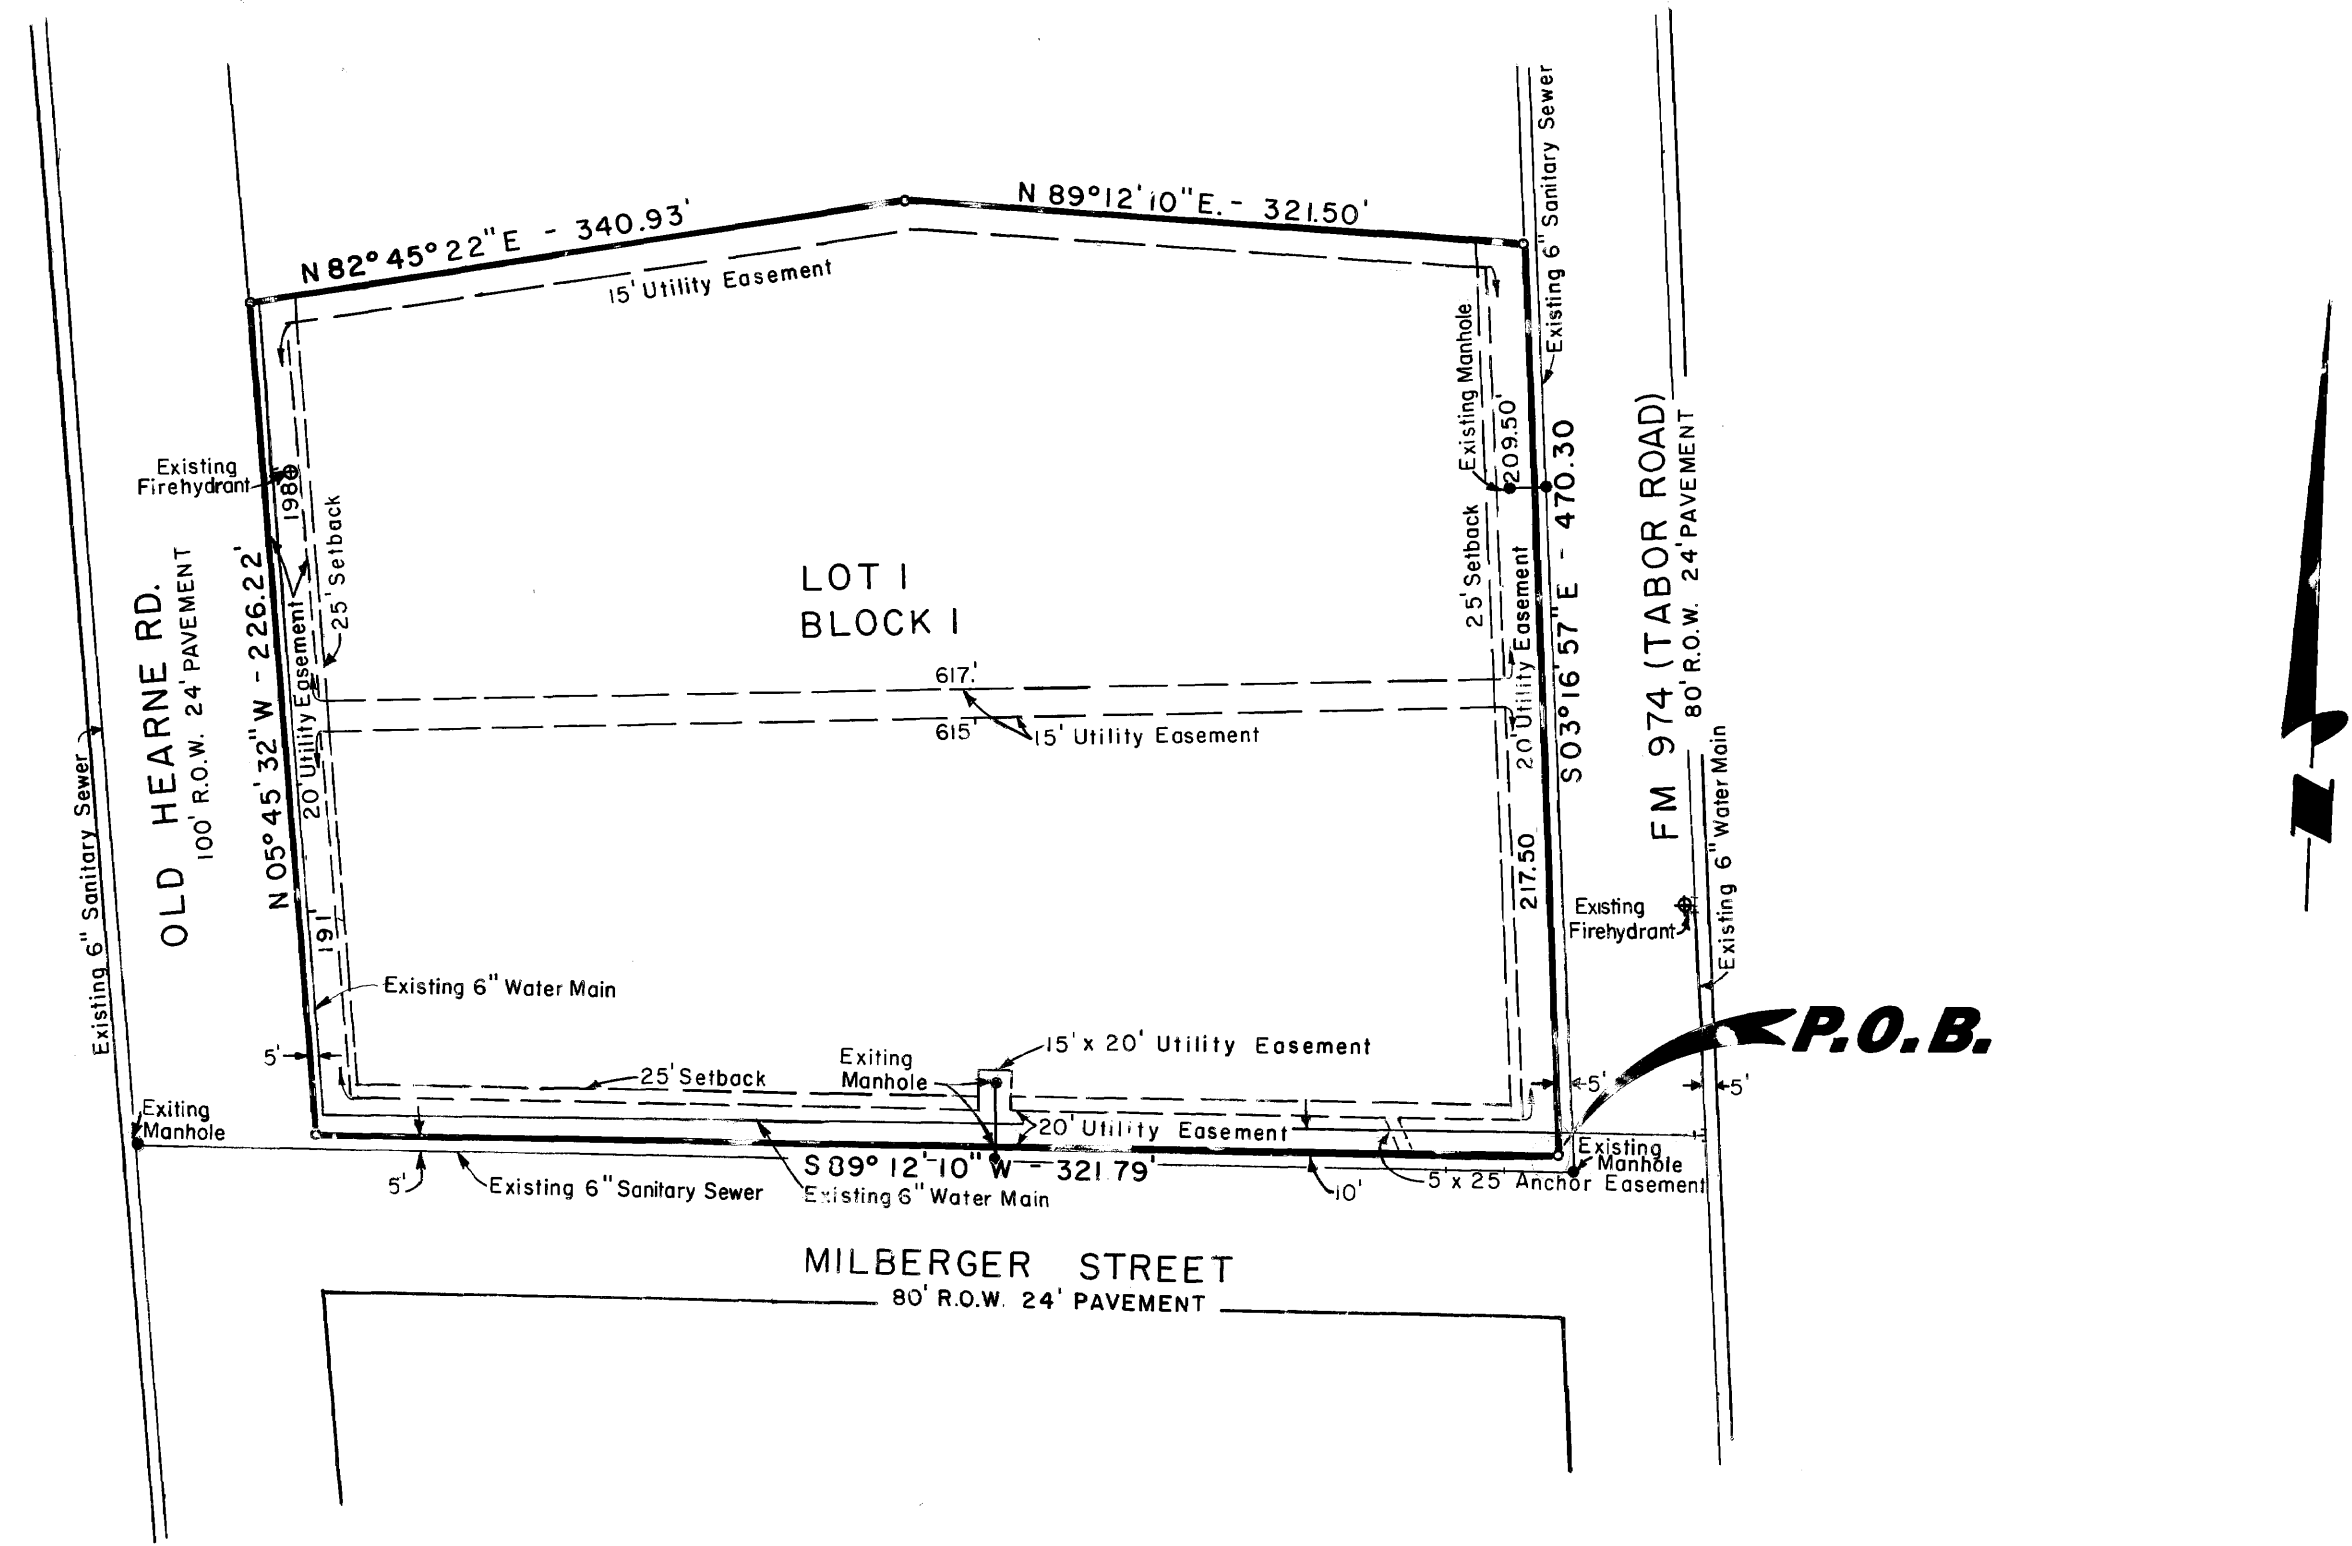 N 82° 45° 22" E - 340.93'
N 89° 12' 10" E. - 321.50'
15' Utility Easement
Existing 6" Sanitary Sewer
Existing Manhole
209.50'
Existing
Firehydrant
198
25' Setback
25' Setback
LOT 1
BLOCK 1
OLD HEARNE RD.
100' R.O.W. 24' PAVEMENT
N 05° 45' 32" W - 226.22'
20' Utility Easement
20' Utility Easement
S 03° 16' 57" E - 470.30
FM 974 (TABOR ROAD)
80' R.O.W. 24' PAVEMENT
617.'
615'
15' Utility Easement
Existing 6" Sanitary Sewer
191'
217.50
Existing
Firehydrant
Existing 6" Water Main
Existing 6" Water Main
P.O.B.
5'
Exiting
Manhole
15' x 20' Utility Easement
25' Setback
5'
5'
Exiting
Manhole
20' Utility Easement
Existing
Manhole
S 89° 12'-10" W - 321.79'
5'
Existing 6" Sanitary Sewer
Existing 6" Water Main
10'
5' x 25' Anchor Easement
MILBERGER STREET
80' R.O.W. 24' PAVEMENT